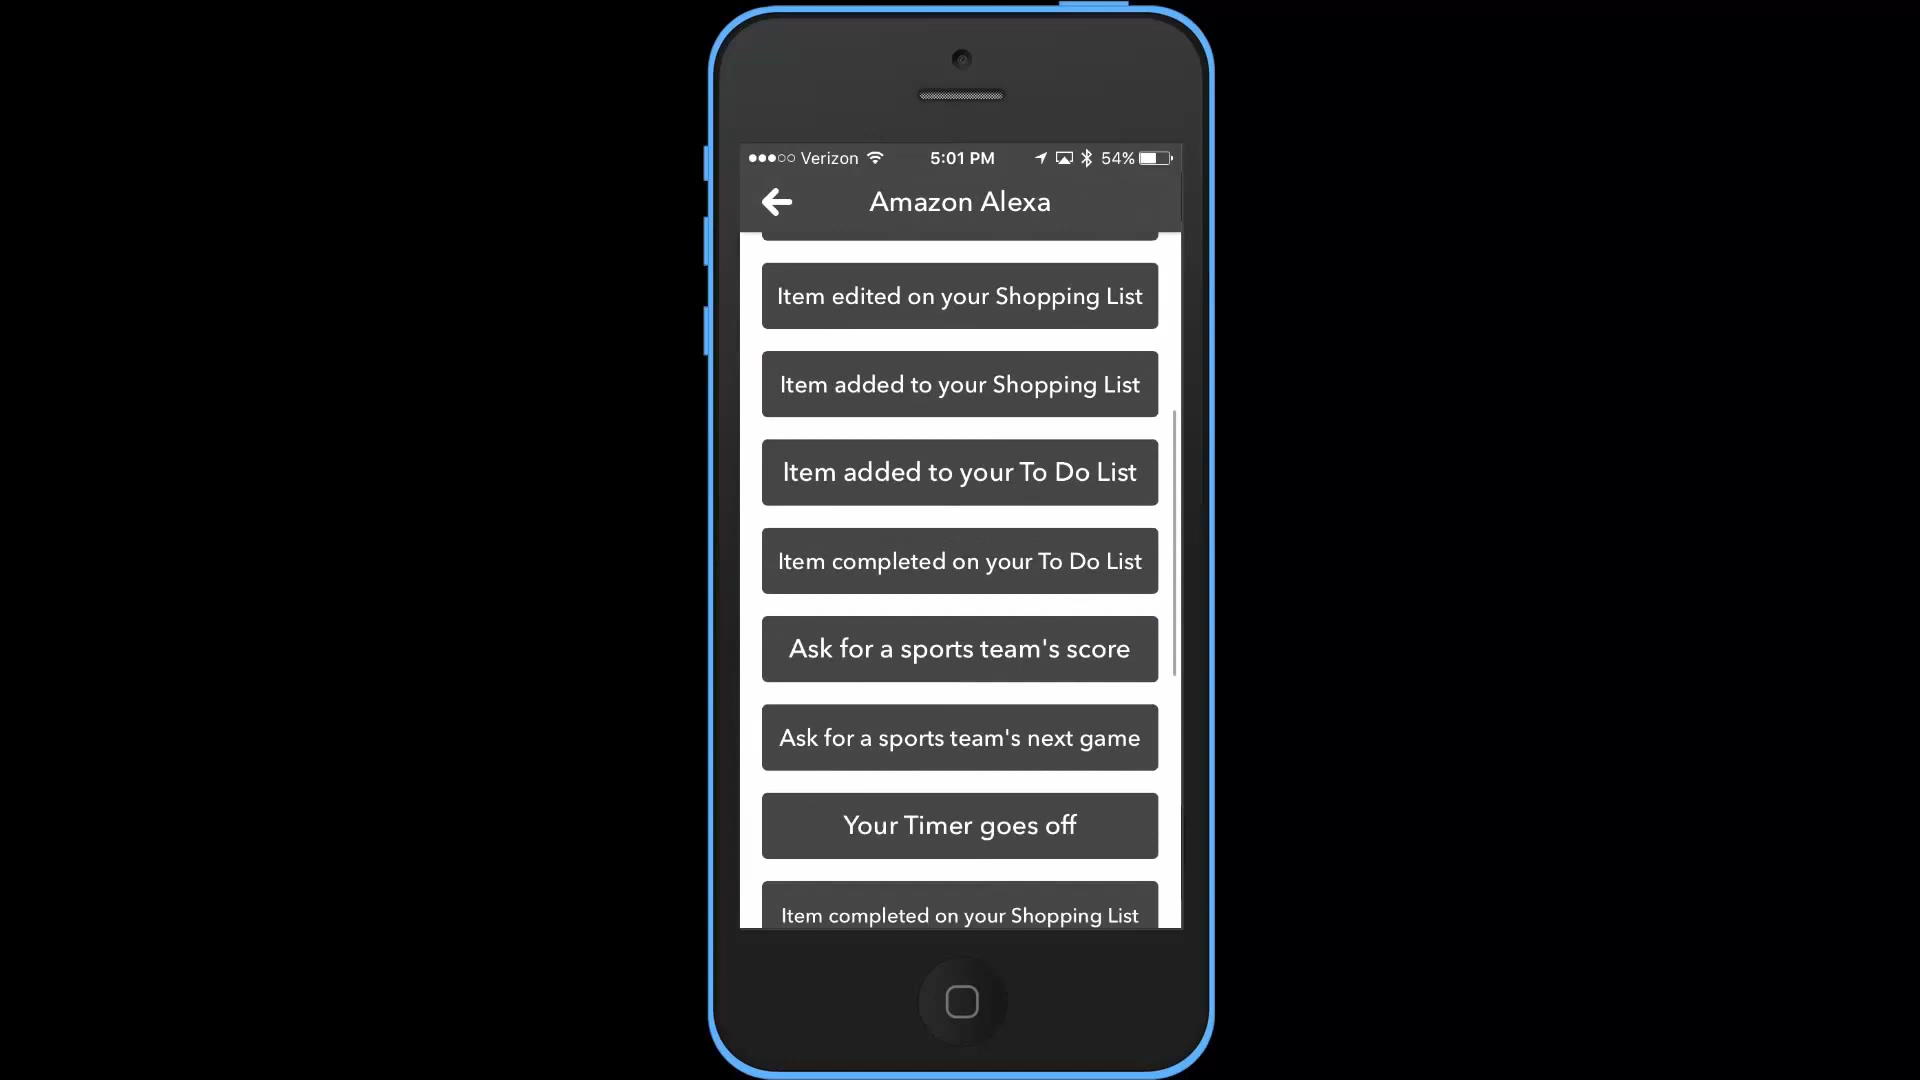 Verizon 5:01 PM 54%
Amazon Alexa
Item edited on your Shopping List
Item added to your Shopping List
Item added to your To Do List
Item completed on your To Do List
Ask for a sports team's score
Ask for a sports team's next game
Your Timer goes off
Item completed on your Shopping List